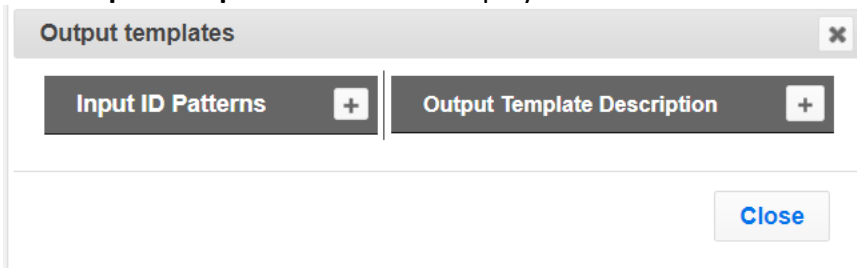 Output templates
Input ID Patterns + Output Template Description +
Close